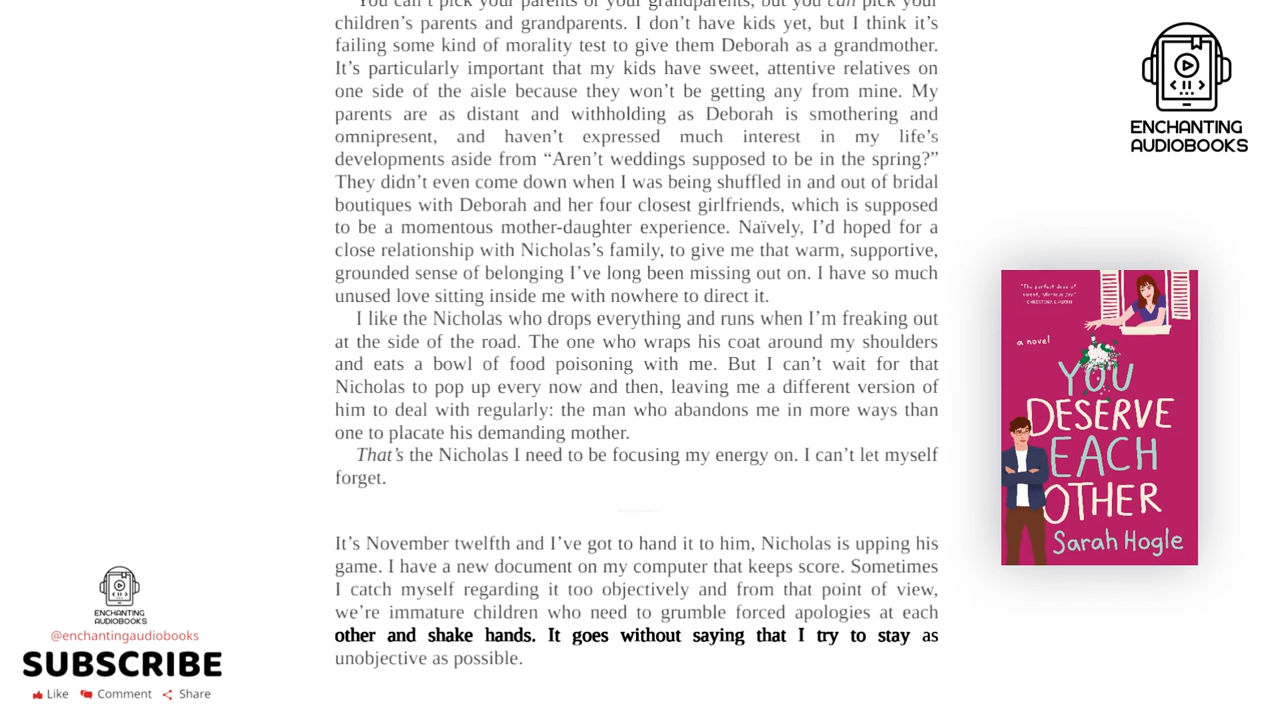 You can't pick your parents or your grandparents, but you can pick your
children's parents and grandparents. I don't have kids yet, but I think it's
failing some kind of morality test to give them Deborah as a grandmother.
It's particularly important that my kids have sweet, attentive relatives on
one side of the aisle because they won't be getting any from mine. My
parents are as distant and withholding as Deborah is smothering and
omnipresent, and haven't expressed much interest in my life's
developments aside from “Aren't weddings supposed to be in the spring?”
They didn't even come down when I was being shuffled in and out of bridal
boutiques with Deborah and her four closest girlfriends, which is supposed
to be a momentous mother-daughter experience. Naïvely, I'd hoped for a
close relationship with Nicholas's family, to give me that warm, supportive,
grounded sense of belonging I've long been missing out on. I have so much
unused love sitting inside me with nowhere to direct it.
I like the Nicholas who drops everything and runs when I'm freaking out
at the side of the road. The one who wraps his coat around my shoulders
and eats a bowl of food poisoning with me. But I can't wait for that
Nicholas to pop up every now and then, leaving me a different version of
him to deal with regularly: the man who abandons me in more ways than
one to placate his demanding mother.
That's the Nicholas I need to be focusing my energy on. I can't let myself
forget.
It's November twelfth and I've got to hand it to him, Nicholas is upping his
game. I have a new document on my computer that keeps score. Sometimes
I catch myself regarding it too objectively and from that point of view,
we're immature children who need to grumble forced apologies at each
other and shake hands. It goes without saying that I try to stay as
unobjective as possible.
ENCHANTING
AUDIOBOOKS
"The perfect dose of
CHRISTINA LAUREN
a novel
YOU
DESERVE
EACH
OTHER
Sarah Hogle
ENCHANTING
AUDIOBOOKS
@enchantingaudiobooks
SUBSCRIBE
Like Comment Share